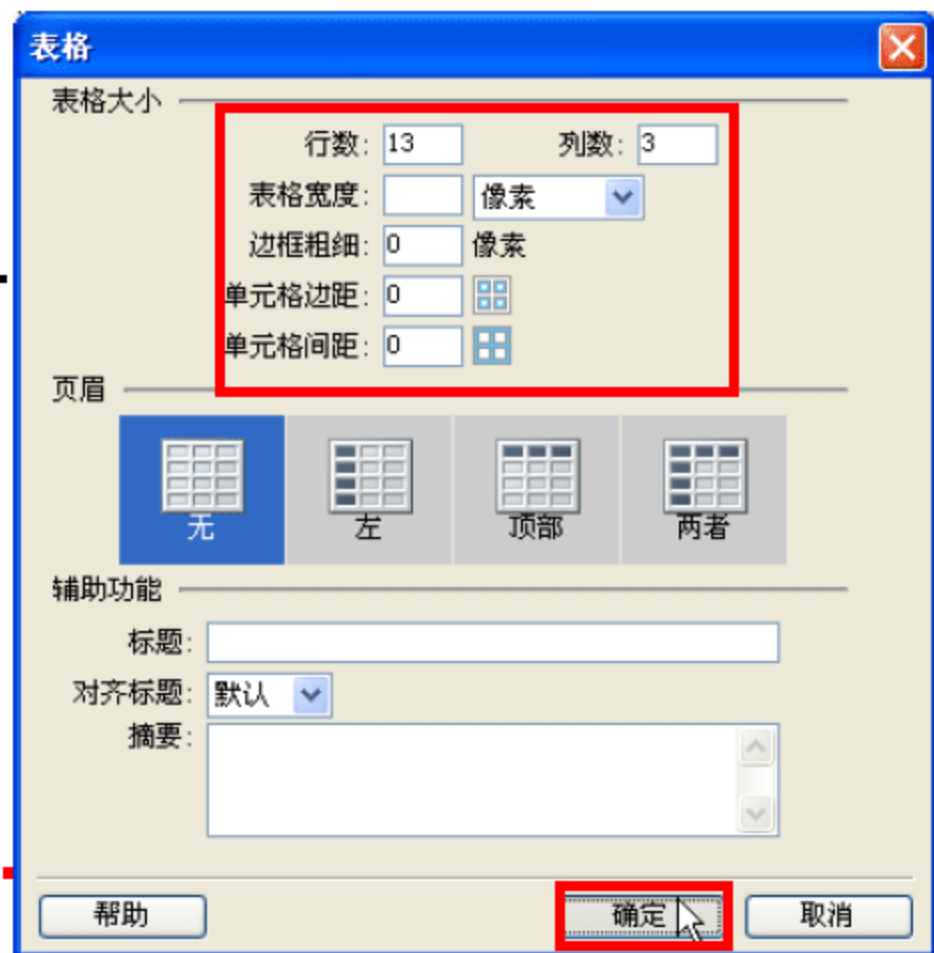 表格
表格大小
行数: 13 列数: 3
表格宽度: 像素
边框粗细: 0 像素
单元格边距: 0
单元格间距: 0
页眉
无 左 顶部 两者
辅助功能
标题:
对齐标题: 默认
摘要:
帮助 确定 取消